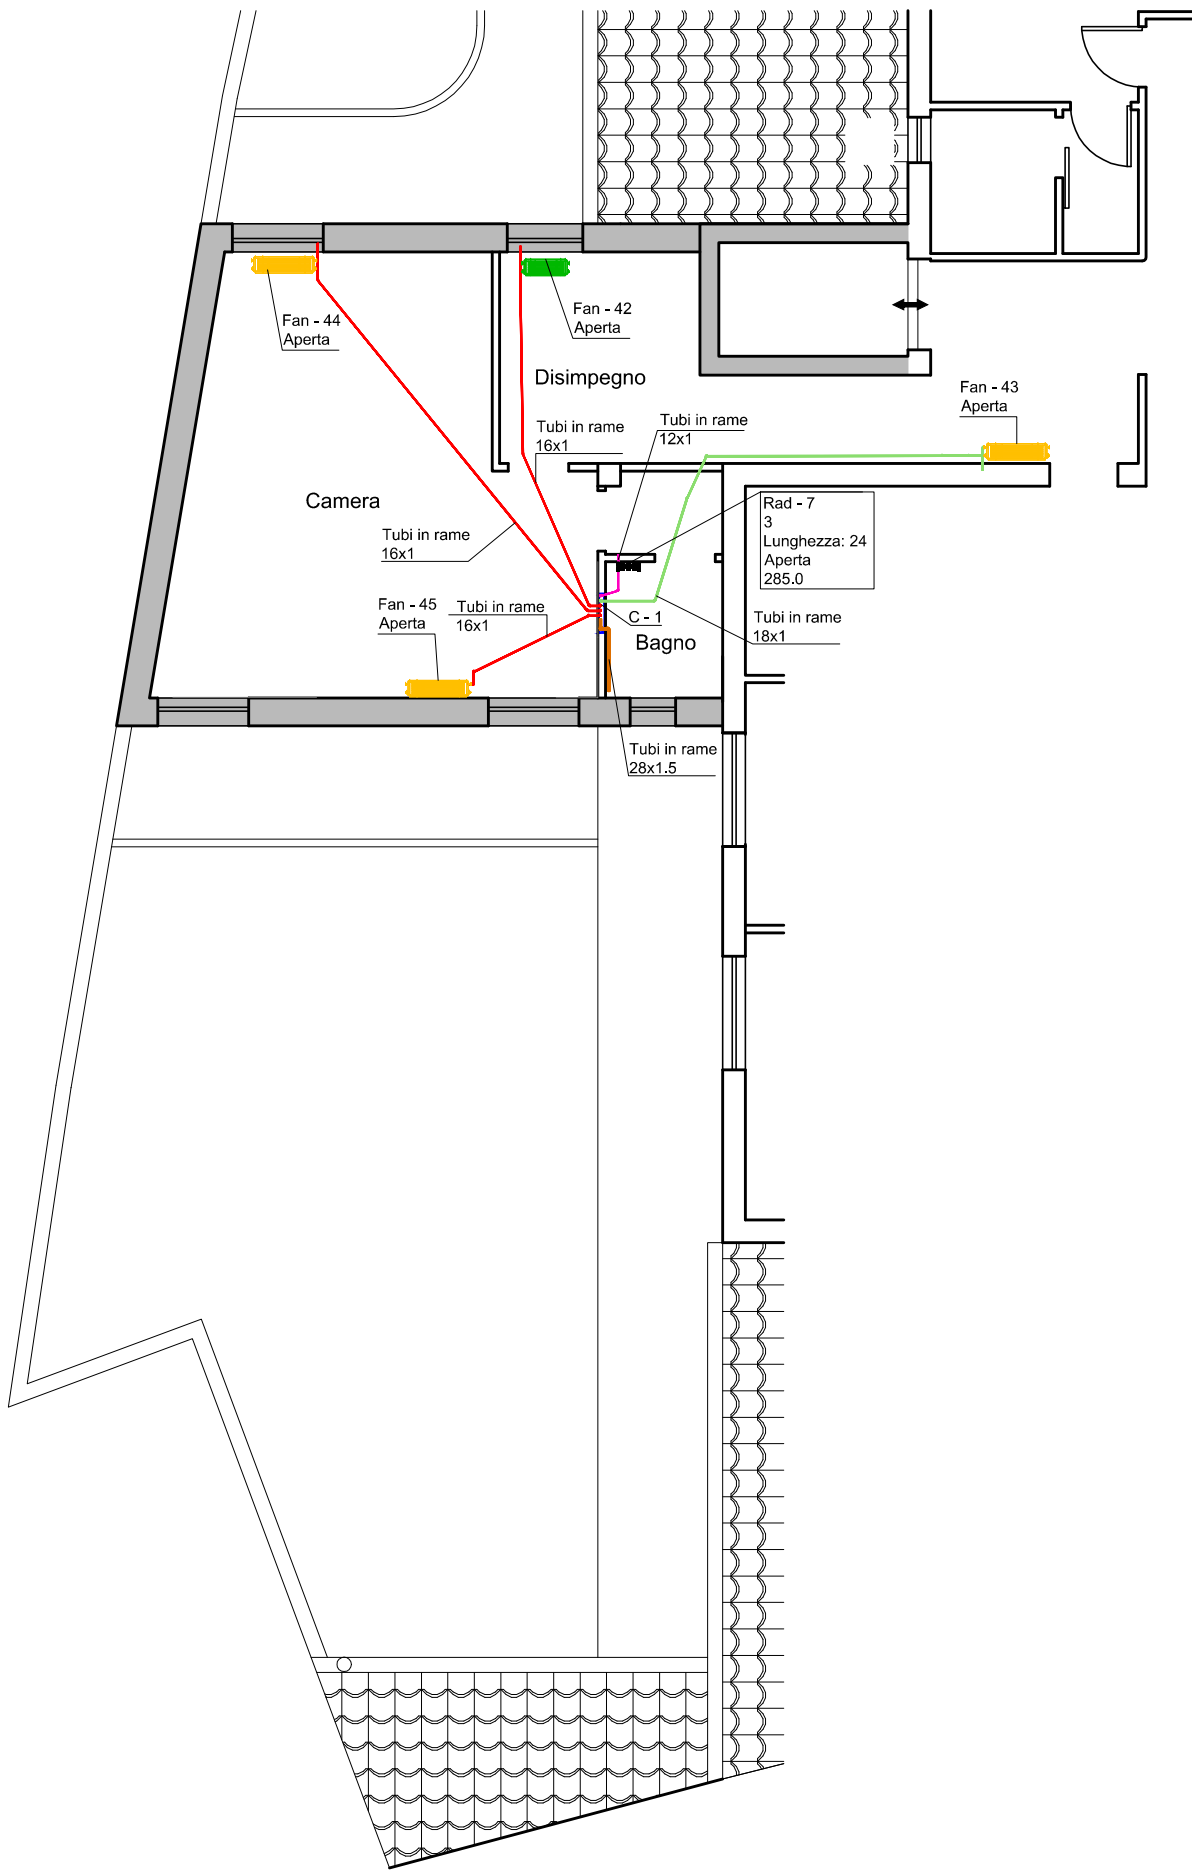 Fan - 44
Aperta
Fan - 42
Aperta
Disimpegno
Fan - 43
Aperta
Tubi in rame
16x1
Tubi in rame
12x1
Camera
Rad - 7
3
Lunghezza: 24
Aperta
285.0
Tubi in rame
16x1
Fan - 45
Aperta
Tubi in rame
16x1
C - 1
Bagno
Tubi in rame
18x1
Tubi in rame
28x1.5